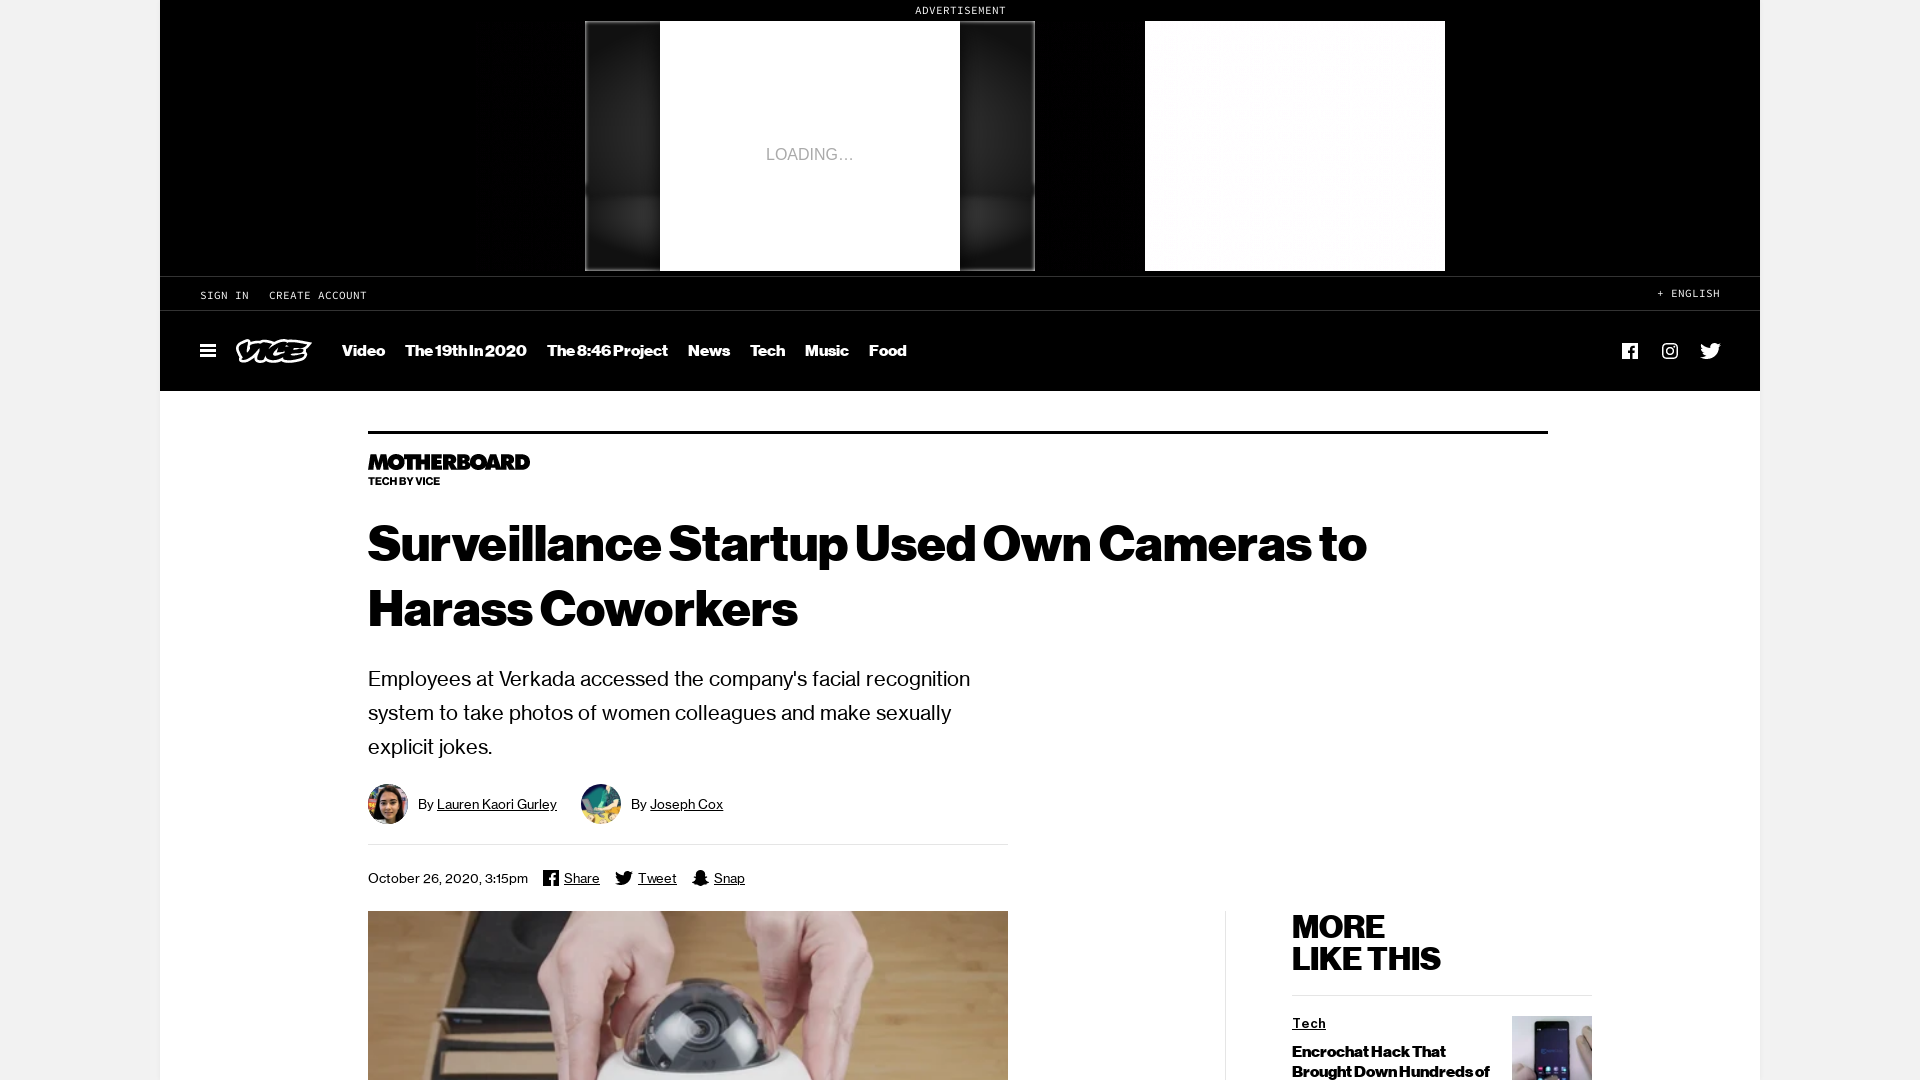 ADVERTISEMENT
LOADING…
SIGN IN CREATE ACCOUNT + ENGLISH
VICE Video The 19th In 2020 The 8:46 Project News Tech Music Food
MOTHERBOARD
TECH BY VICE
Surveillance Startup Used Own Cameras to
Harass Coworkers
Employees at Verkada accessed the company's facial recognition
system to take photos of women colleagues and make sexually
explicit jokes.
By Lauren Kaori Gurley By Joseph Cox
October 26, 2020, 3:15pm Share Tweet Snap
MORE
LIKE THIS
Tech
Encrochat Hack That
Brought Down Hundreds of